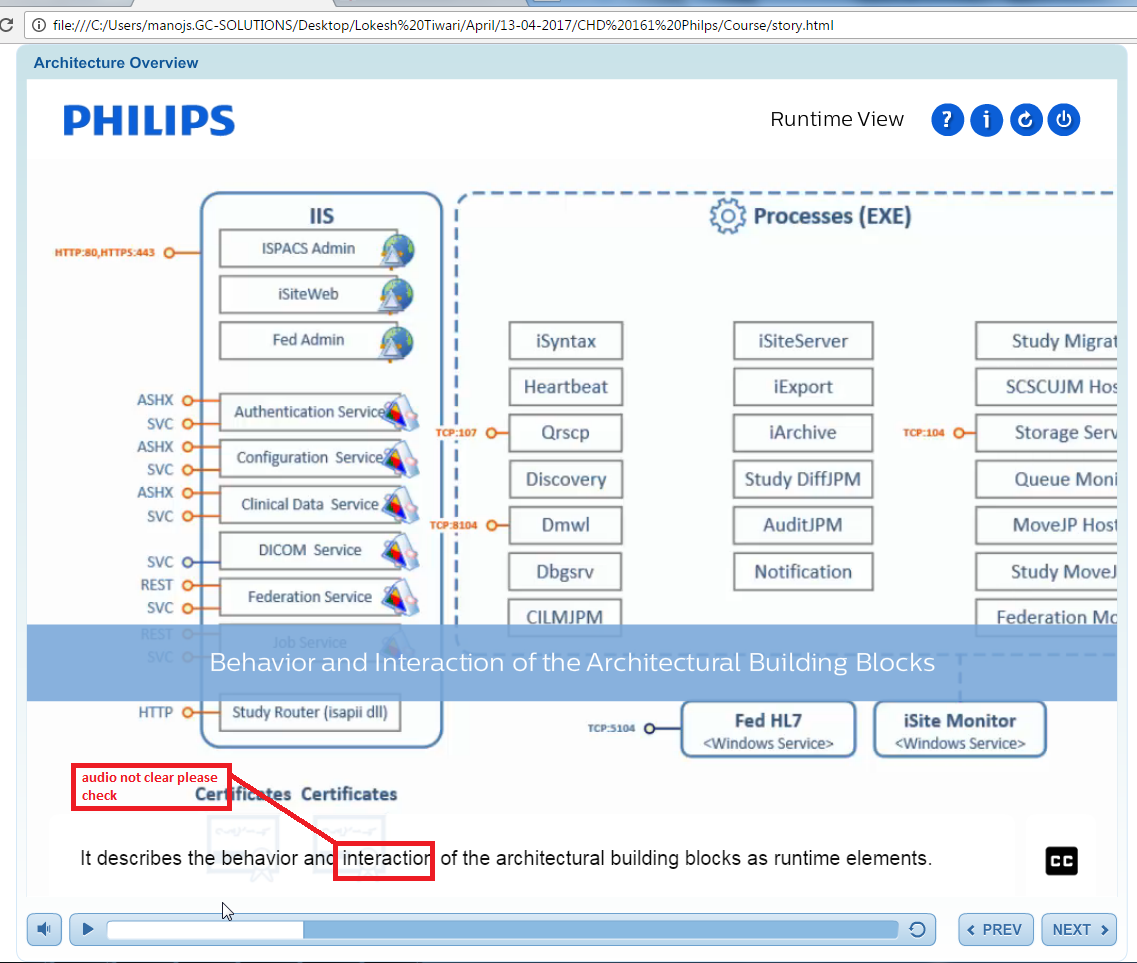 file:///C:/Users/manojs.GC-SOLUTIONS/Desktop/Lokesh%20Tiwari/April/13-04-2017/CHD%20161%20Philps/Course/story.html
Architecture Overview
PHILIPS
Runtime View
?
i
IIS
Processes (EXE)
HTTP:80,HTTPS:443
ISPACS Admin
iSiteWeb
Fed Admin
iSyntax
iSiteServer
Study Migrat
Heartbeat
iExport
SCSCUJM Hos
ASHX
Authentication Service
SVC
TCP:107
Qrscp
iArchive
TCP:104
Storage Serv
ASHX
Configuration Service
SVC
Discovery
Study DiffJPM
Queue Moni
ASHX
Clinical Data Service
SVC
TCP:8104
Dmwl
AuditJPM
MoveJP Host
DICOM Service
SVC
Dbgsrv
Notification
Study MoveJ
REST
Federation Service
SVC
CILMJPM
Federation Mo
REST
Job Service
SVC
Behavior and Interaction of the Architectural Building Blocks
HTTP
Study Router (isapii dll)
TCP:5104
Fed HL7
<Windows Service>
iSite Monitor
<Windows Service>
audio not clear please
check
Certificates Certificates
It describes the behavior and interaction of the architectural building blocks as runtime elements.
CC
PREV
NEXT